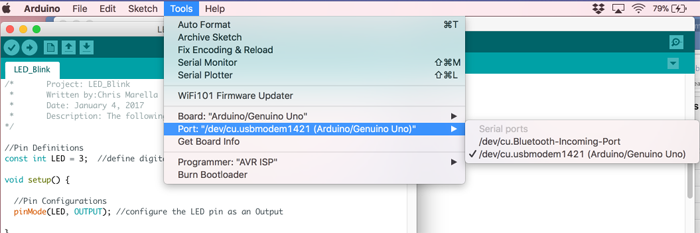 Arduino File Edit Sketch Tools Help 79%
Auto Format ⌘T
Archive Sketch
Fix Encoding & Reload
Serial Monitor ⇧⌘M
Serial Plotter ⇧⌘L
WiFi101 Firmware Updater
Board: "Arduino/Genuino Uno"
Port: "/dev/cu.usbmodem1421 (Arduino/Genuino Uno)"
Get Board Info
Programmer: "AVR ISP"
Burn Bootloader
Serial ports
/dev/cu.Bluetooth-Incoming-Port
✓ /dev/cu.usbmodem1421 (Arduino/Genuino Uno)
LED_Blink
/* Project: LED_Blink
* Written by:Chris Marella
* Date: January 4, 2017
* Description: The following
*/
//Pin Definitions
const int LED = 3; //define digit
void setup() {
//Pin Configurations
pinMode(LED, OUTPUT); //configure the LED pin as an Output